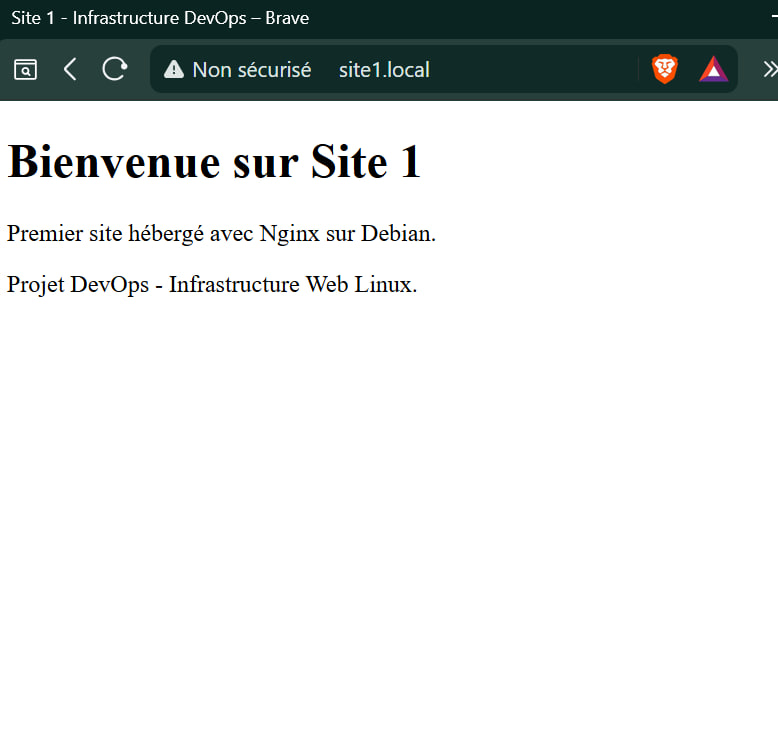 Site 1 - Infrastructure DevOps – Brave
Non sécurisé site1.local
Bienvenue sur Site 1
Premier site hébergé avec Nginx sur Debian.
Projet DevOps - Infrastructure Web Linux.